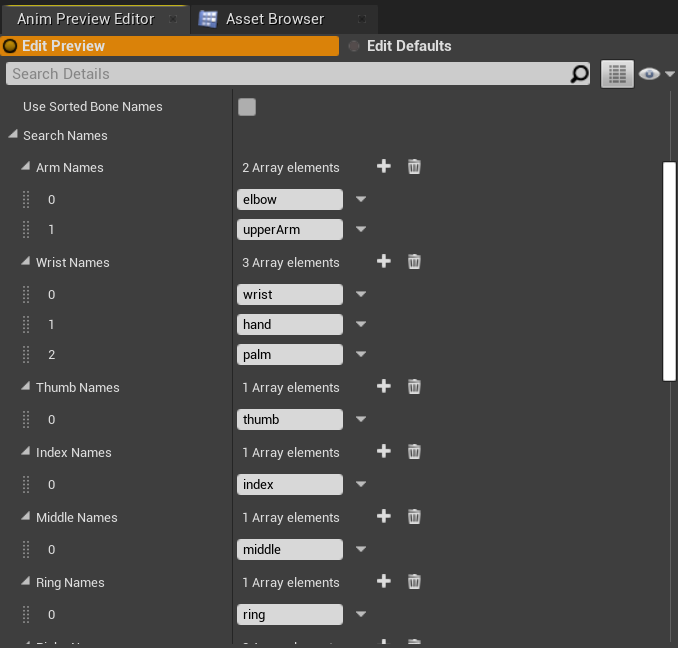 Anim Preview Editor
Asset Browser
Edit Preview
Edit Defaults
Search Details
Use Sorted Bone Names
Search Names
Arm Names 2 Array elements
0 elbow
1 upperArm
Wrist Names 3 Array elements
0 wrist
1 hand
2 palm
Thumb Names 1 Array elements
0 thumb
Index Names 1 Array elements
0 index
Middle Names 1 Array elements
0 middle
Ring Names 1 Array elements
0 ring